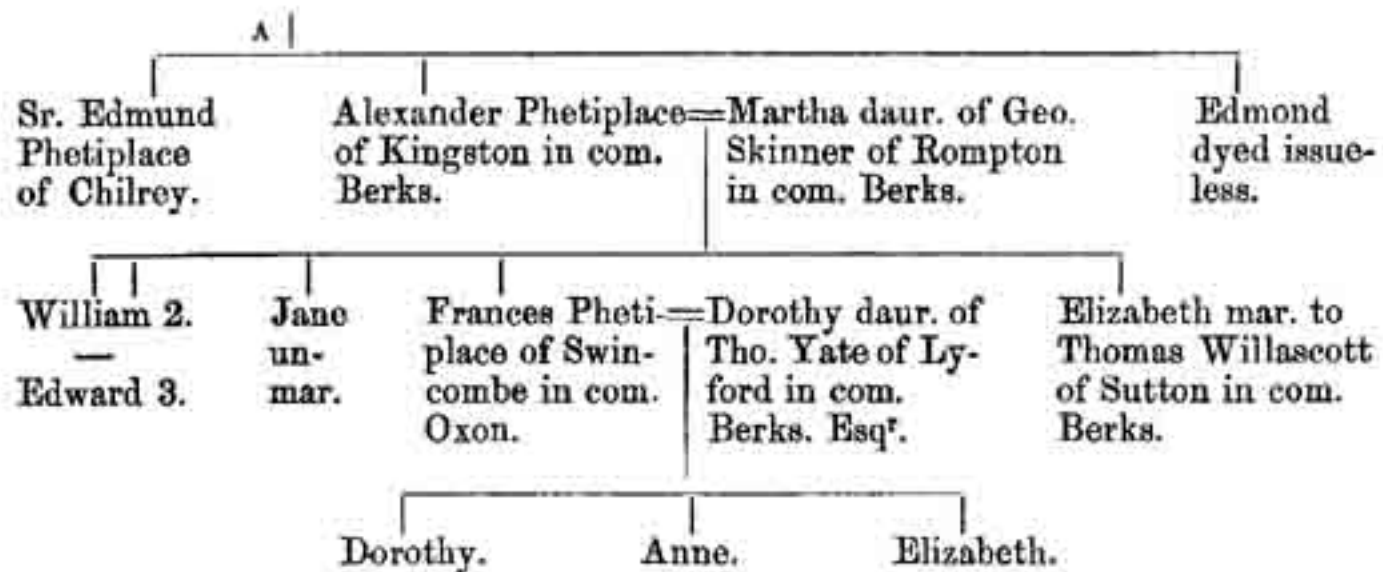 A
Sr. Edmund
Phetiplace
of Chilrey.
Alexander Phetiplace
of Kingston in com.
Berks.
Martha daur. of Geo.
Skinner of Rompton
in com. Berks.
Edmond
dyed issue-
less.
William 2.
—
Edward 3.
Jane
un-
mar.
Frances Pheti-
place of Swin-
combe in com.
Oxon.
Dorothy daur. of
Tho. Yate of Ly-
ford in com.
Berks. Esqʳ.
Elizabeth mar. to
Thomas Willascott
of Sutton in com.
Berks.
Dorothy.
Anne.
Elizabeth.